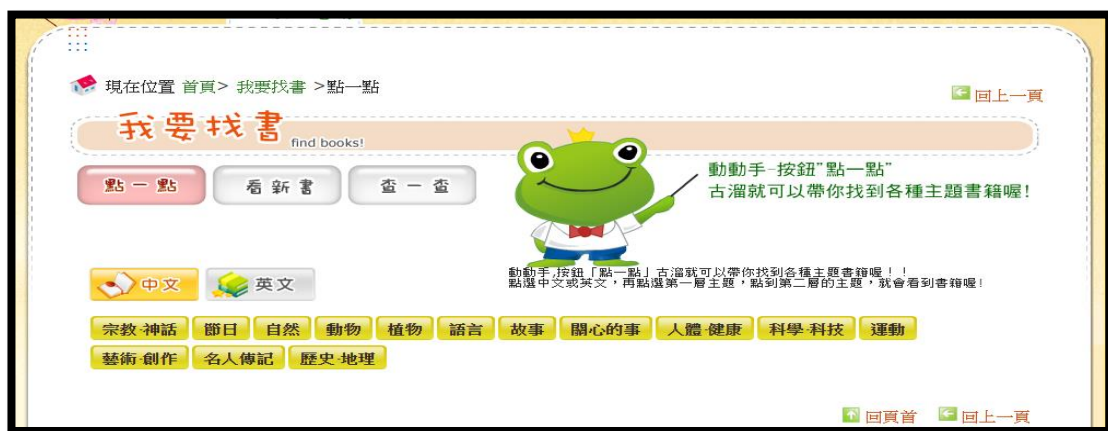 現在位置 首頁> 我要找書 >點一點
回上一頁
我要找書 find books!
點一點 看新書 查一查
動動手-按鈕"點一點"
古溜就可以帶你找到各種主題書籍喔!
中文 英文
動動手,按鈕「點一點」古溜就可以帶你找到各種主題書籍喔！！
點選中文或英文，再點選第一層主題，點到第二層的主題，就會看到書籍喔!
宗教‧神話 節日 自然 動物 植物 語言 故事 關心的事 人體‧健康 科學‧科技 運動
藝術‧創作 名人傳記 歷史‧地理
回頁首 回上一頁